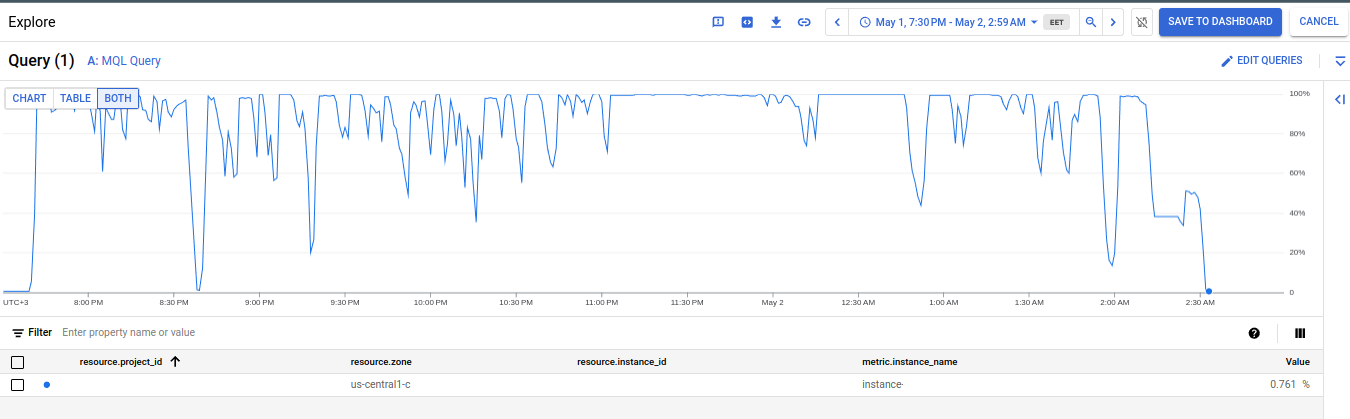 Explore
May 1, 7:30 PM - May 2, 2:59 AM EET
SAVE TO DASHBOARD
CANCEL
Query (1) A: MQL Query
EDIT QUERIES
CHART TABLE BOTH
100%
80%
60%
40%
20%
0
UTC+3 8:00 PM 8:30 PM 9:00 PM 9:30 PM 10:00 PM 10:30 PM 11:00 PM 11:30 PM May 2 12:30 AM 1:00 AM 1:30 AM 2:00 AM 2:30 AM
Filter Enter property name or value
resource.project_id resource.zone resource.instance_id metric.instance_name Value
us-central1-c instance- 0.761 %